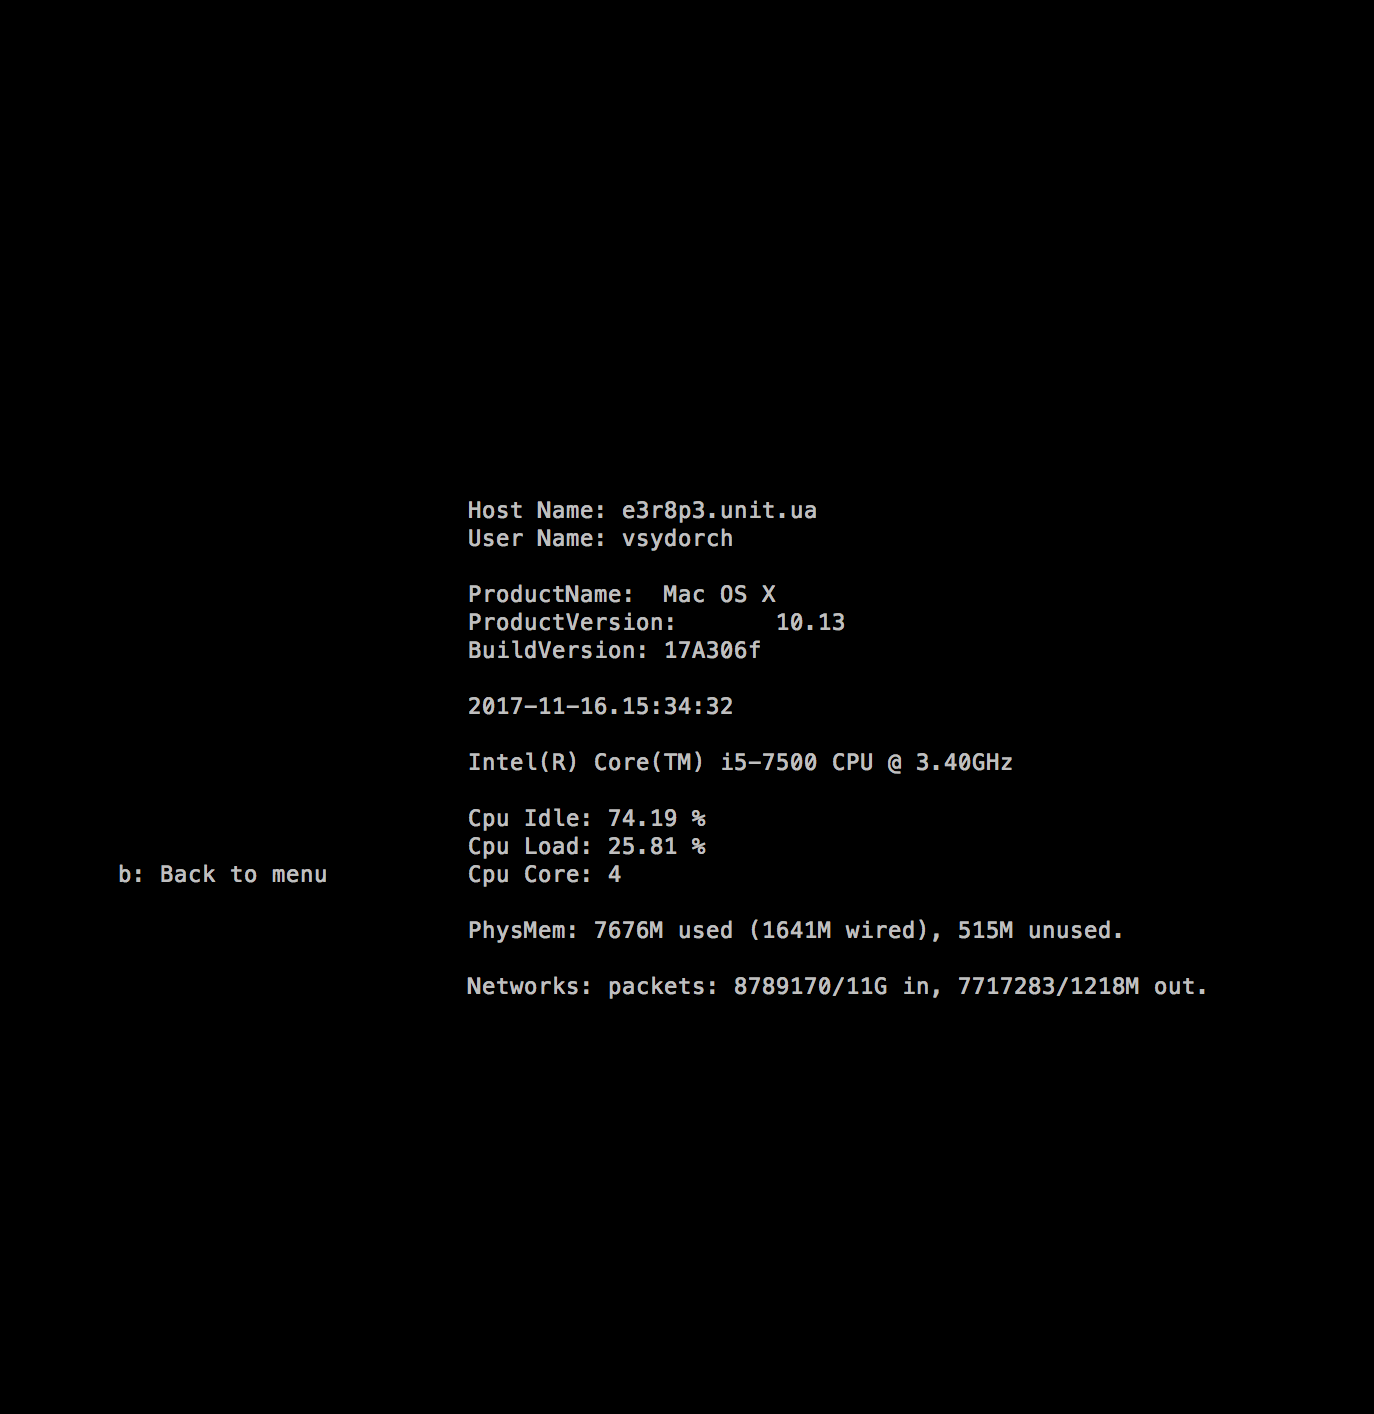 Host Name: e3r8p3.unit.ua
User Name: vsydorch
ProductName:  Mac OS X
ProductVersion:       10.13
BuildVersion: 17A306f
2017-11-16.15:34:32
Intel(R) Core(TM) i5-7500 CPU @ 3.40GHz
Cpu Idle: 74.19 %
Cpu Load: 25.81 %
b: Back to menu          Cpu Core: 4
PhysMem: 7676M used (1641M wired), 515M unused.
Networks: packets: 8789170/11G in, 7717283/1218M out.